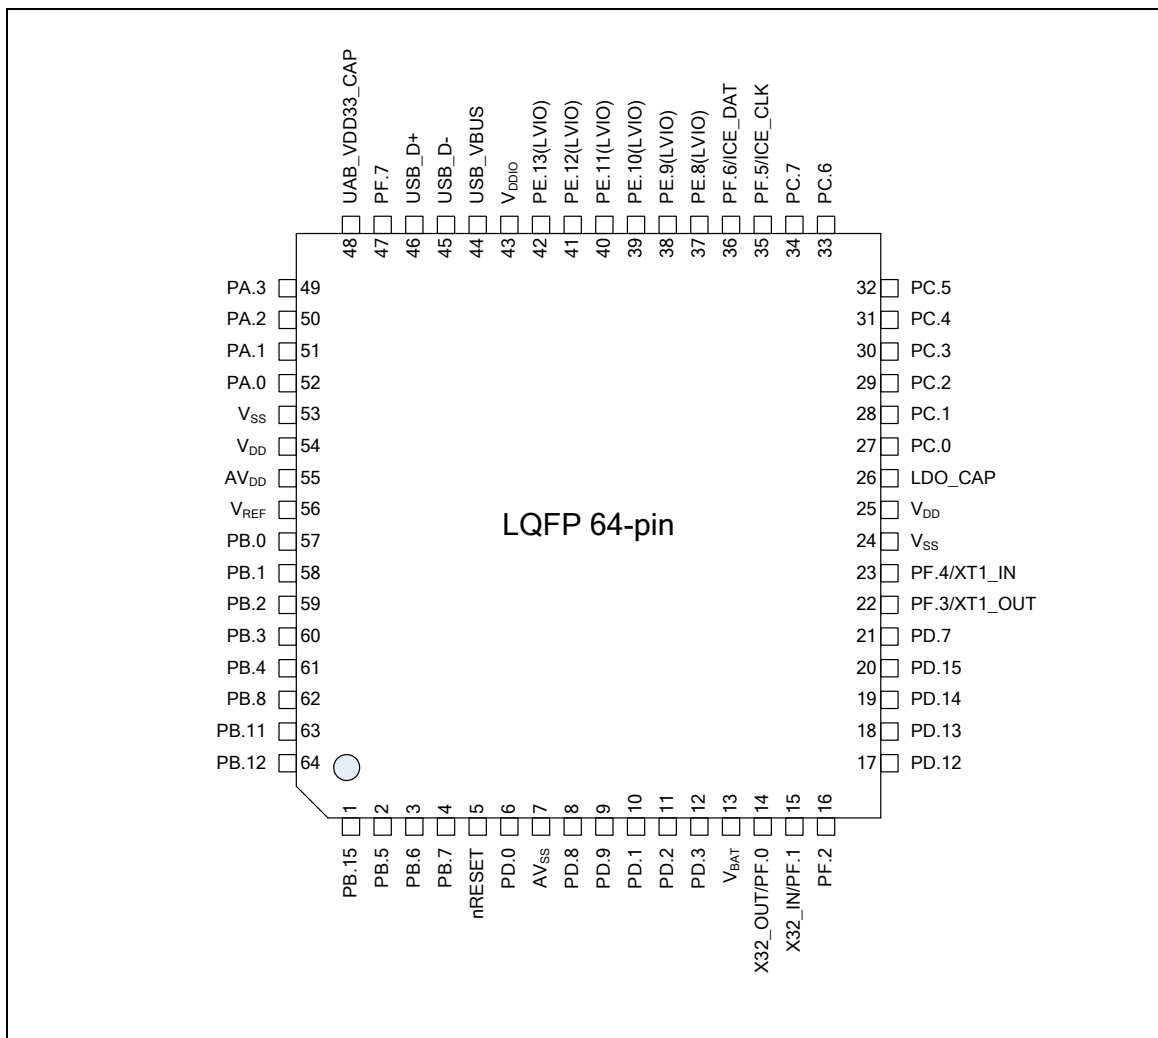 UAB_VDD33_CAP
PF.7
USB_D+
USB_D-
USB_VBUS
VDDIO
PE.13(LVIO)
PE.12(LVIO)
PE.11(LVIO)
PE.10(LVIO)
PE.9(LVIO)
PE.8(LVIO)
PF.6/ICE_DAT
PF.5/ICE_CLK
PC.7
PC.6
48
47
46
45
44
43
42
41
40
39
38
37
36
35
34
33
PA.3 49
PA.2 50
PA.1 51
PA.0 52
VSS 53
VDD 54
AVDD 55
VREF 56
PB.0 57
PB.1 58
PB.2 59
PB.3 60
PB.4 61
PB.8 62
PB.11 63
PB.12 64
LQFP 64-pin
32 PC.5
31 PC.4
30 PC.3
29 PC.2
28 PC.1
27 PC.0
26 LDO_CAP
25 VDD
24 VSS
23 PF.4/XT1_IN
22 PF.3/XT1_OUT
21 PD.7
20 PD.15
19 PD.14
18 PD.13
17 PD.12
1
2
3
4
5
6
7
8
9
10
11
12
13
14
15
16
PB.15
PB.5
PB.6
PB.7
nRESET
PD.0
AVSS
PD.8
PD.9
PD.1
PD.2
PD.3
VBAT
X32_OUT/PF.0
X32_IN/PF.1
PF.2